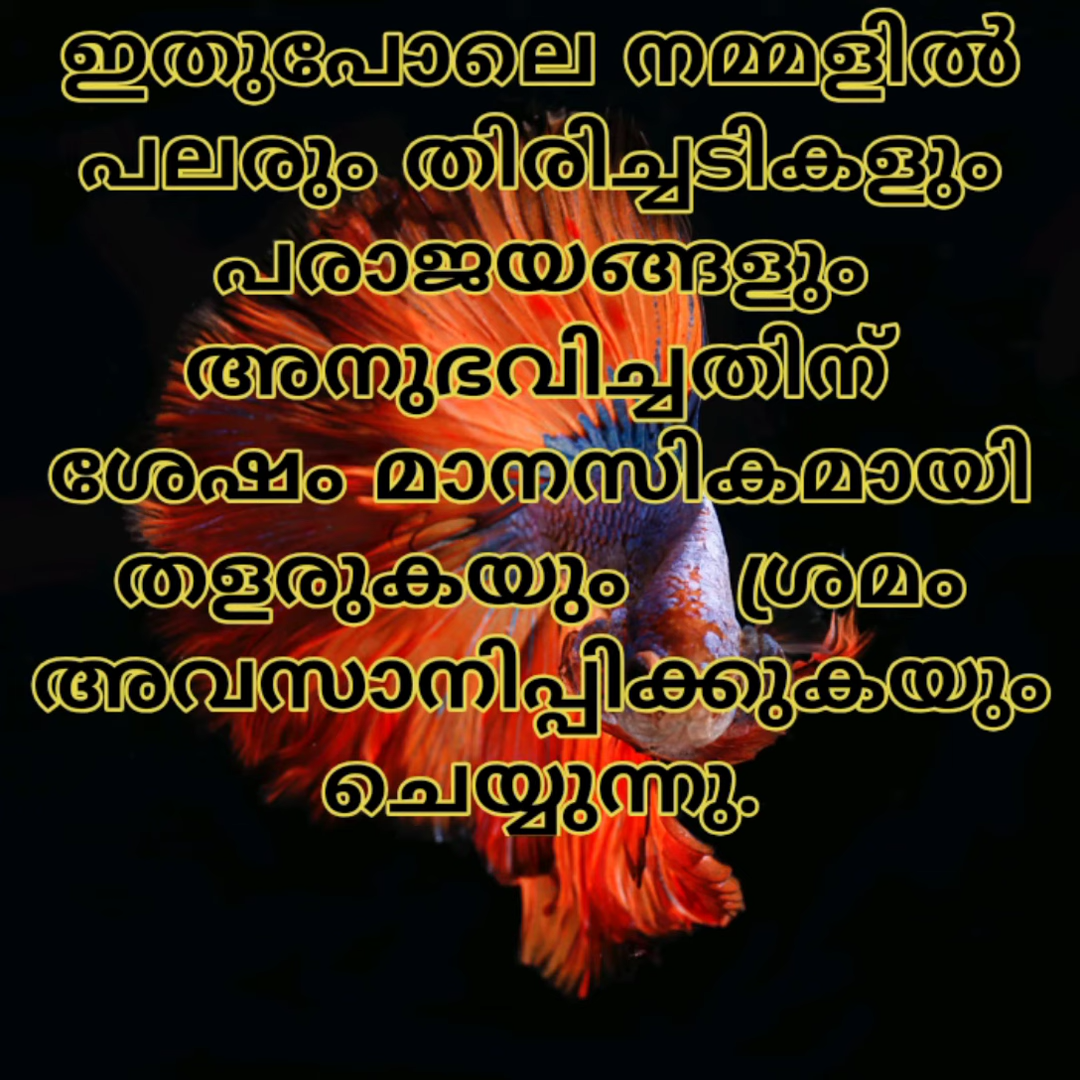 ഇതുപോലെ നമ്മളിൽ
പലരും തിരിച്ചടികളും
പരാജയങ്ങളും
അനുഭവിച്ചതിന്
ശേഷം മാനസികമായി
തളരുകയും ശ്രമം
അവസാനിപ്പിക്കുകയും
ചെയ്യുന്നു.